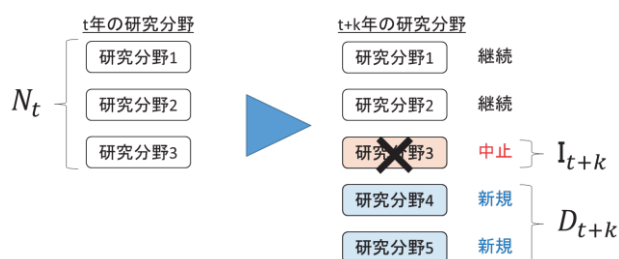 t年の研究分野
研究分野1
研究分野2
研究分野3
N_t
t+k年の研究分野
研究分野1 継続
研究分野2 継続
研究分野3 中止
I_{t+k}
研究分野4 新規
研究分野5 新規
D_{t+k}